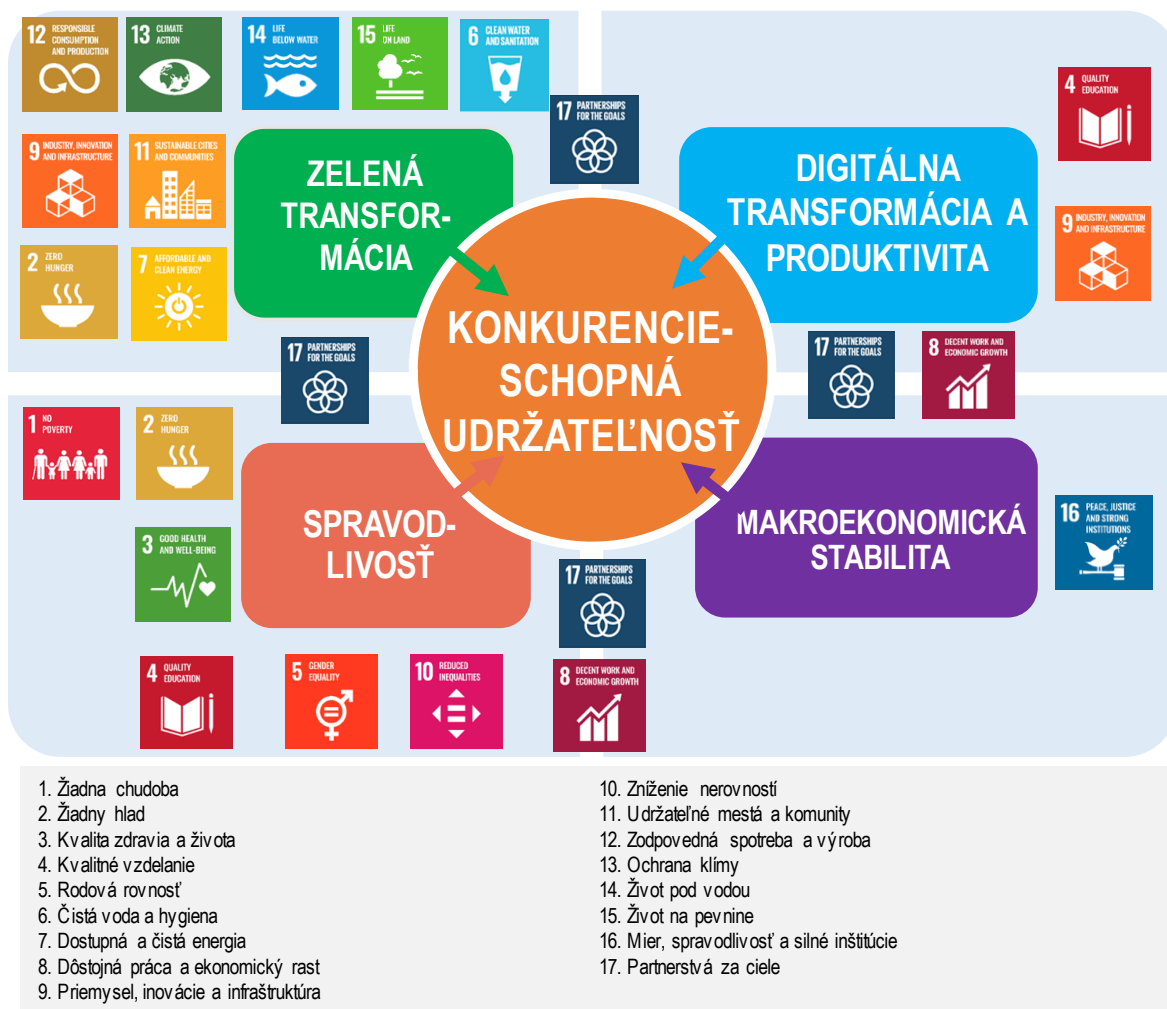 12 RESPONSIBLE
CONSUMPTION
AND PRODUCTION
13 CLIMATE
ACTION
14 LIFE
BELOW WATER
15 LIFE
ON LAND
6 CLEAN WATER
AND SANITATION
17 PARTNERSHIPS
FOR THE GOALS
4 QUALITY
EDUCATION
9 INDUSTRY, INNOVATION
AND INFRASTRUCTURE
11 SUSTAINABLE CITIES
AND COMMUNITIES
ZELENÁ
TRANSFOR-
MÁCIA
DIGITÁLNA
TRANSFORMÁCIA A
PRODUKTIVITA
9 INDUSTRY, INNOVATION
AND INFRASTRUCTURE
2 ZERO
HUNGER
7 AFFORDABLE AND
CLEAN ENERGY
KONKURENCIE-
SCHOPNÁ
UDRŽATEĽNOSŤ
17 PARTNERSHIPS
FOR THE GOALS
17 PARTNERSHIPS
FOR THE GOALS
8 DECENT WORK AND
ECONOMIC GROWTH
1 NO
POVERTY
2 ZERO
HUNGER
SPRAVOD-
LIVOSŤ
MAKROEKONOMICKÁ
STABILITA
16 PEACE, JUSTICE
AND STRONG
INSTITUTIONS
3 GOOD HEALTH
AND WELL-BEING
17 PARTNERSHIPS
FOR THE GOALS
4 QUALITY
EDUCATION
5 GENDER
EQUALITY
10 REDUCED
INEQUALITIES
8 DECENT WORK AND
ECONOMIC GROWTH
1. Žiadna chudoba
2. Žiadny hlad
3. Kvalita zdravia a života
4. Kvalitné vzdelanie
5. Rodová rovnosť
6. Čistá voda a hygiena
7. Dostupná a čistá energia
8. Dôstojná práca a ekonomický rast
9. Priemysel, inovácie a infraštruktúra
10. Zníženie nerovností
11. Udržateľné mestá a komunity
12. Zodpovedná spotreba a výroba
13. Ochrana klímy
14. Život pod vodou
15. Život na pevnine
16. Mier, spravodlivosť a silné inštitúcie
17. Partnerstvá za ciele